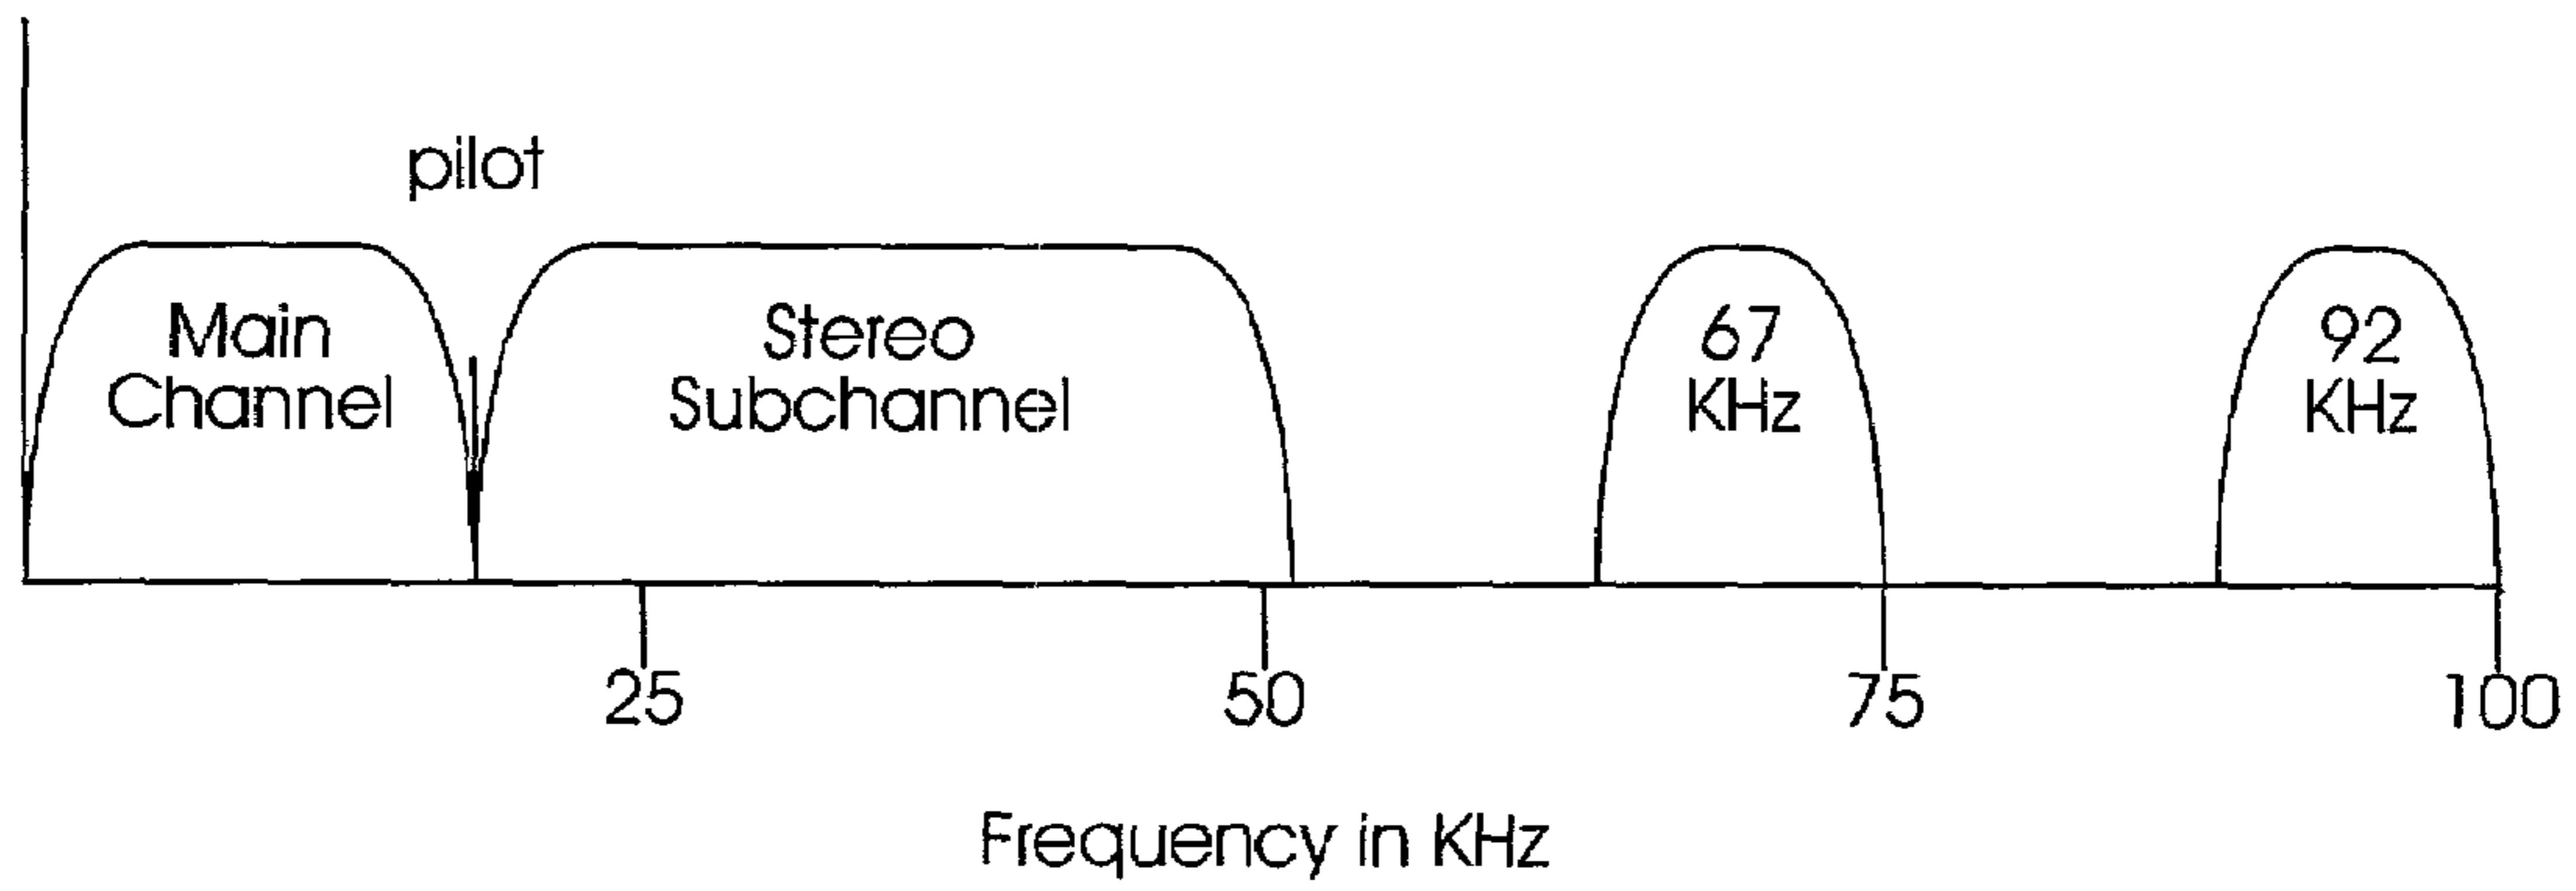 pilot
Main
Channel
Stereo
Subchannel
67
KHz
92
KHz
25
50
75
100
Frequency in KHz